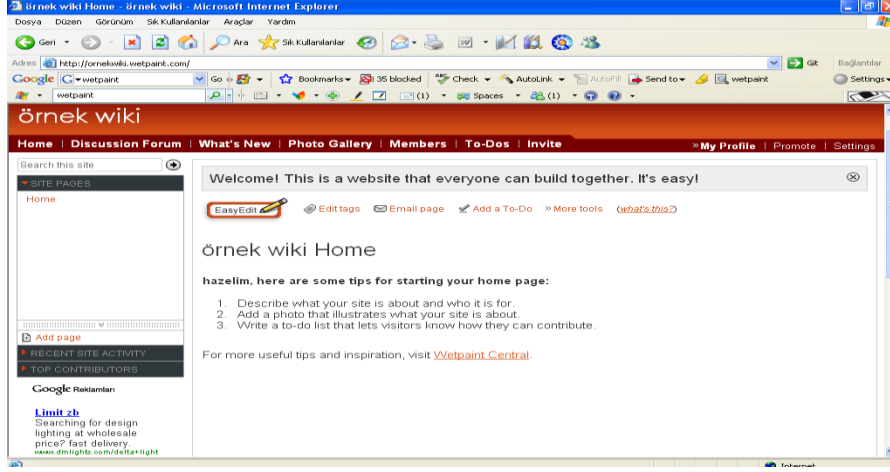 örnek wiki Home - örnek wiki - Microsoft Internet Explorer
Dosya Düzen Görünüm Sık Kullanılanlar Araçlar Yardım
Geri Ara Sık Kullanılanlar
Adres http://ornekwiki.wetpaint.com/ Git Bağlantılar
Google G wetpaint Go Bookmarks 35 blocked Check AutoLink AutoFill Send to wetpaint Settings
wetpaint (1) Spaces (1)
örnek wiki
Home | Discussion Forum | What's New | Photo Gallery | Members | To-Dos | Invite »My Profile | Promote | Settings
Search this site
SITE PAGES
Home
Add page
RECENT SITE ACTIVITY
TOP CONTRIBUTORS
Google Reklamları
Limit zb
Searching for design
lighting at wholesale
price? fast delivery.
www.dmlights.com/delta+light
Welcome! This is a website that everyone can build together. It's easy!
EasyEdit Edit tags Email page Add a To-Do »More tools (what's this?)
örnek wiki Home
hazelim, here are some tips for starting your home page:
1. Describe what your site is about and who it is for.
2. Add a photo that illustrates what your site is about.
3. Write a to-do list that lets visitors know how they can contribute.
For more useful tips and inspiration, visit Wetpaint Central.
Internet